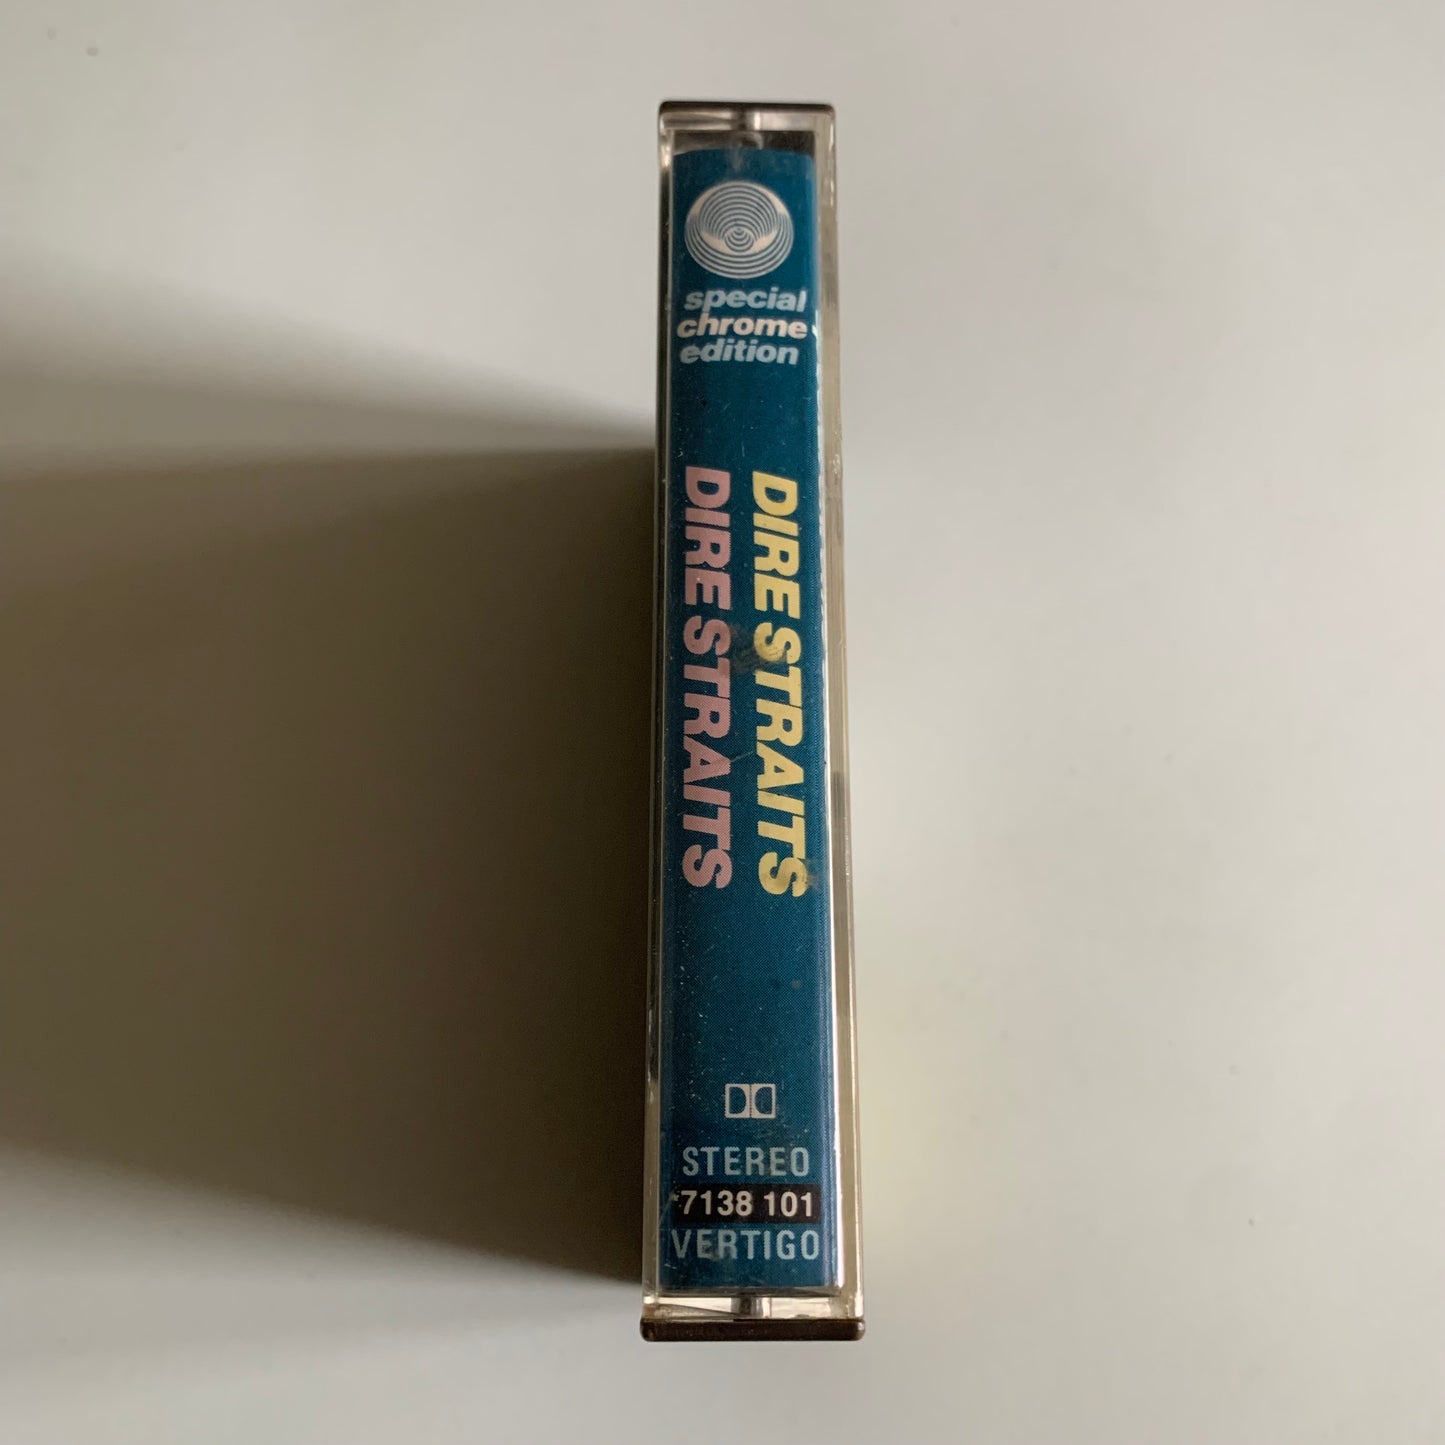 special
chrome
edition
DIRE STRAITS
DIRE STRAITS
STEREO
7138 101
VERTIGO